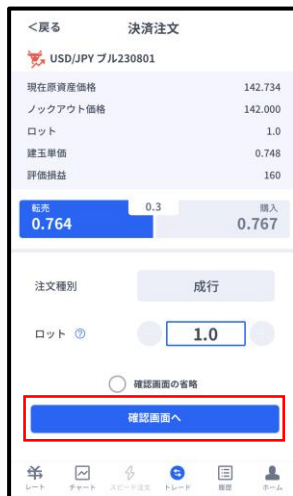 <戻る 決済注文
USD/JPY ブル230801
現在原資産価格 142.734
ノックアウト価格 142.000
ロット 1.0
建玉単価 0.748
評価損益 160
転売 0.3 購入
0.764 0.767
注文種別 成行
ロット ? 1.0
確認画面の省略
確認画面へ
レート チャート スピード注文 トレード 履歴 ホーム